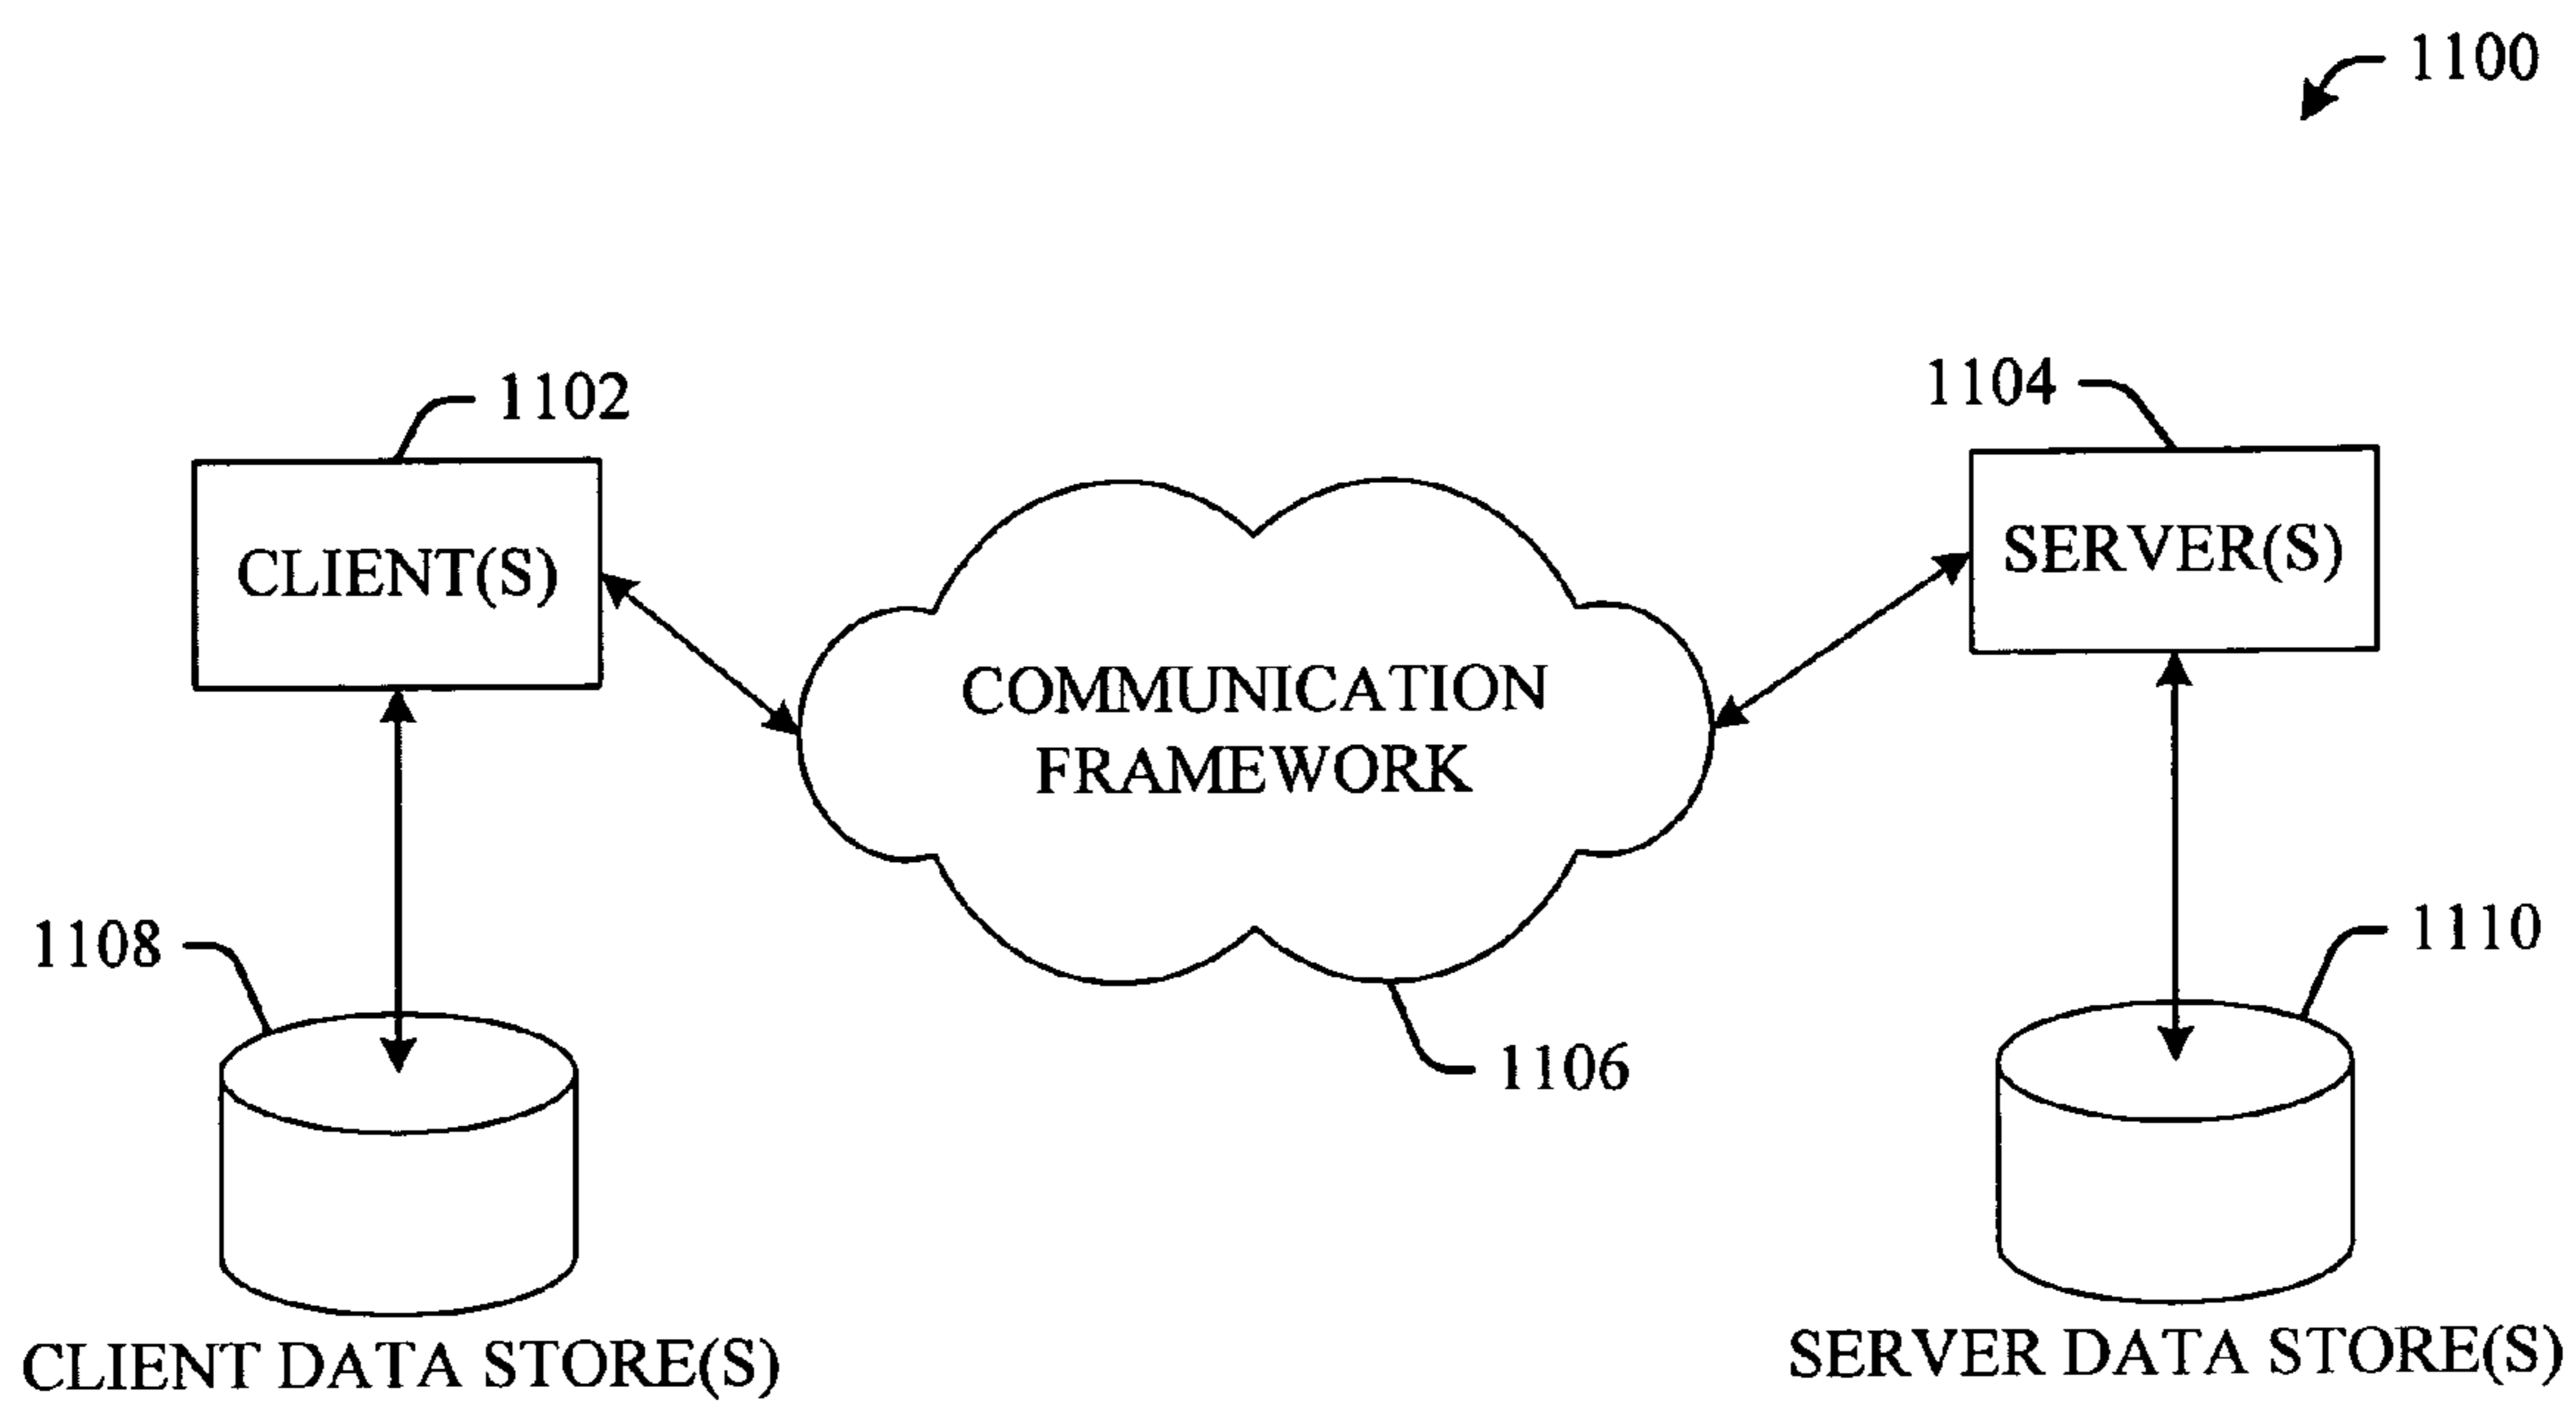 1100
1102
1104
CLIENT(S)
SERVER(S)
COMMUNICATION
FRAMEWORK
1108
1110
1106
CLIENT DATA STORE(S)
SERVER DATA STORE(S)